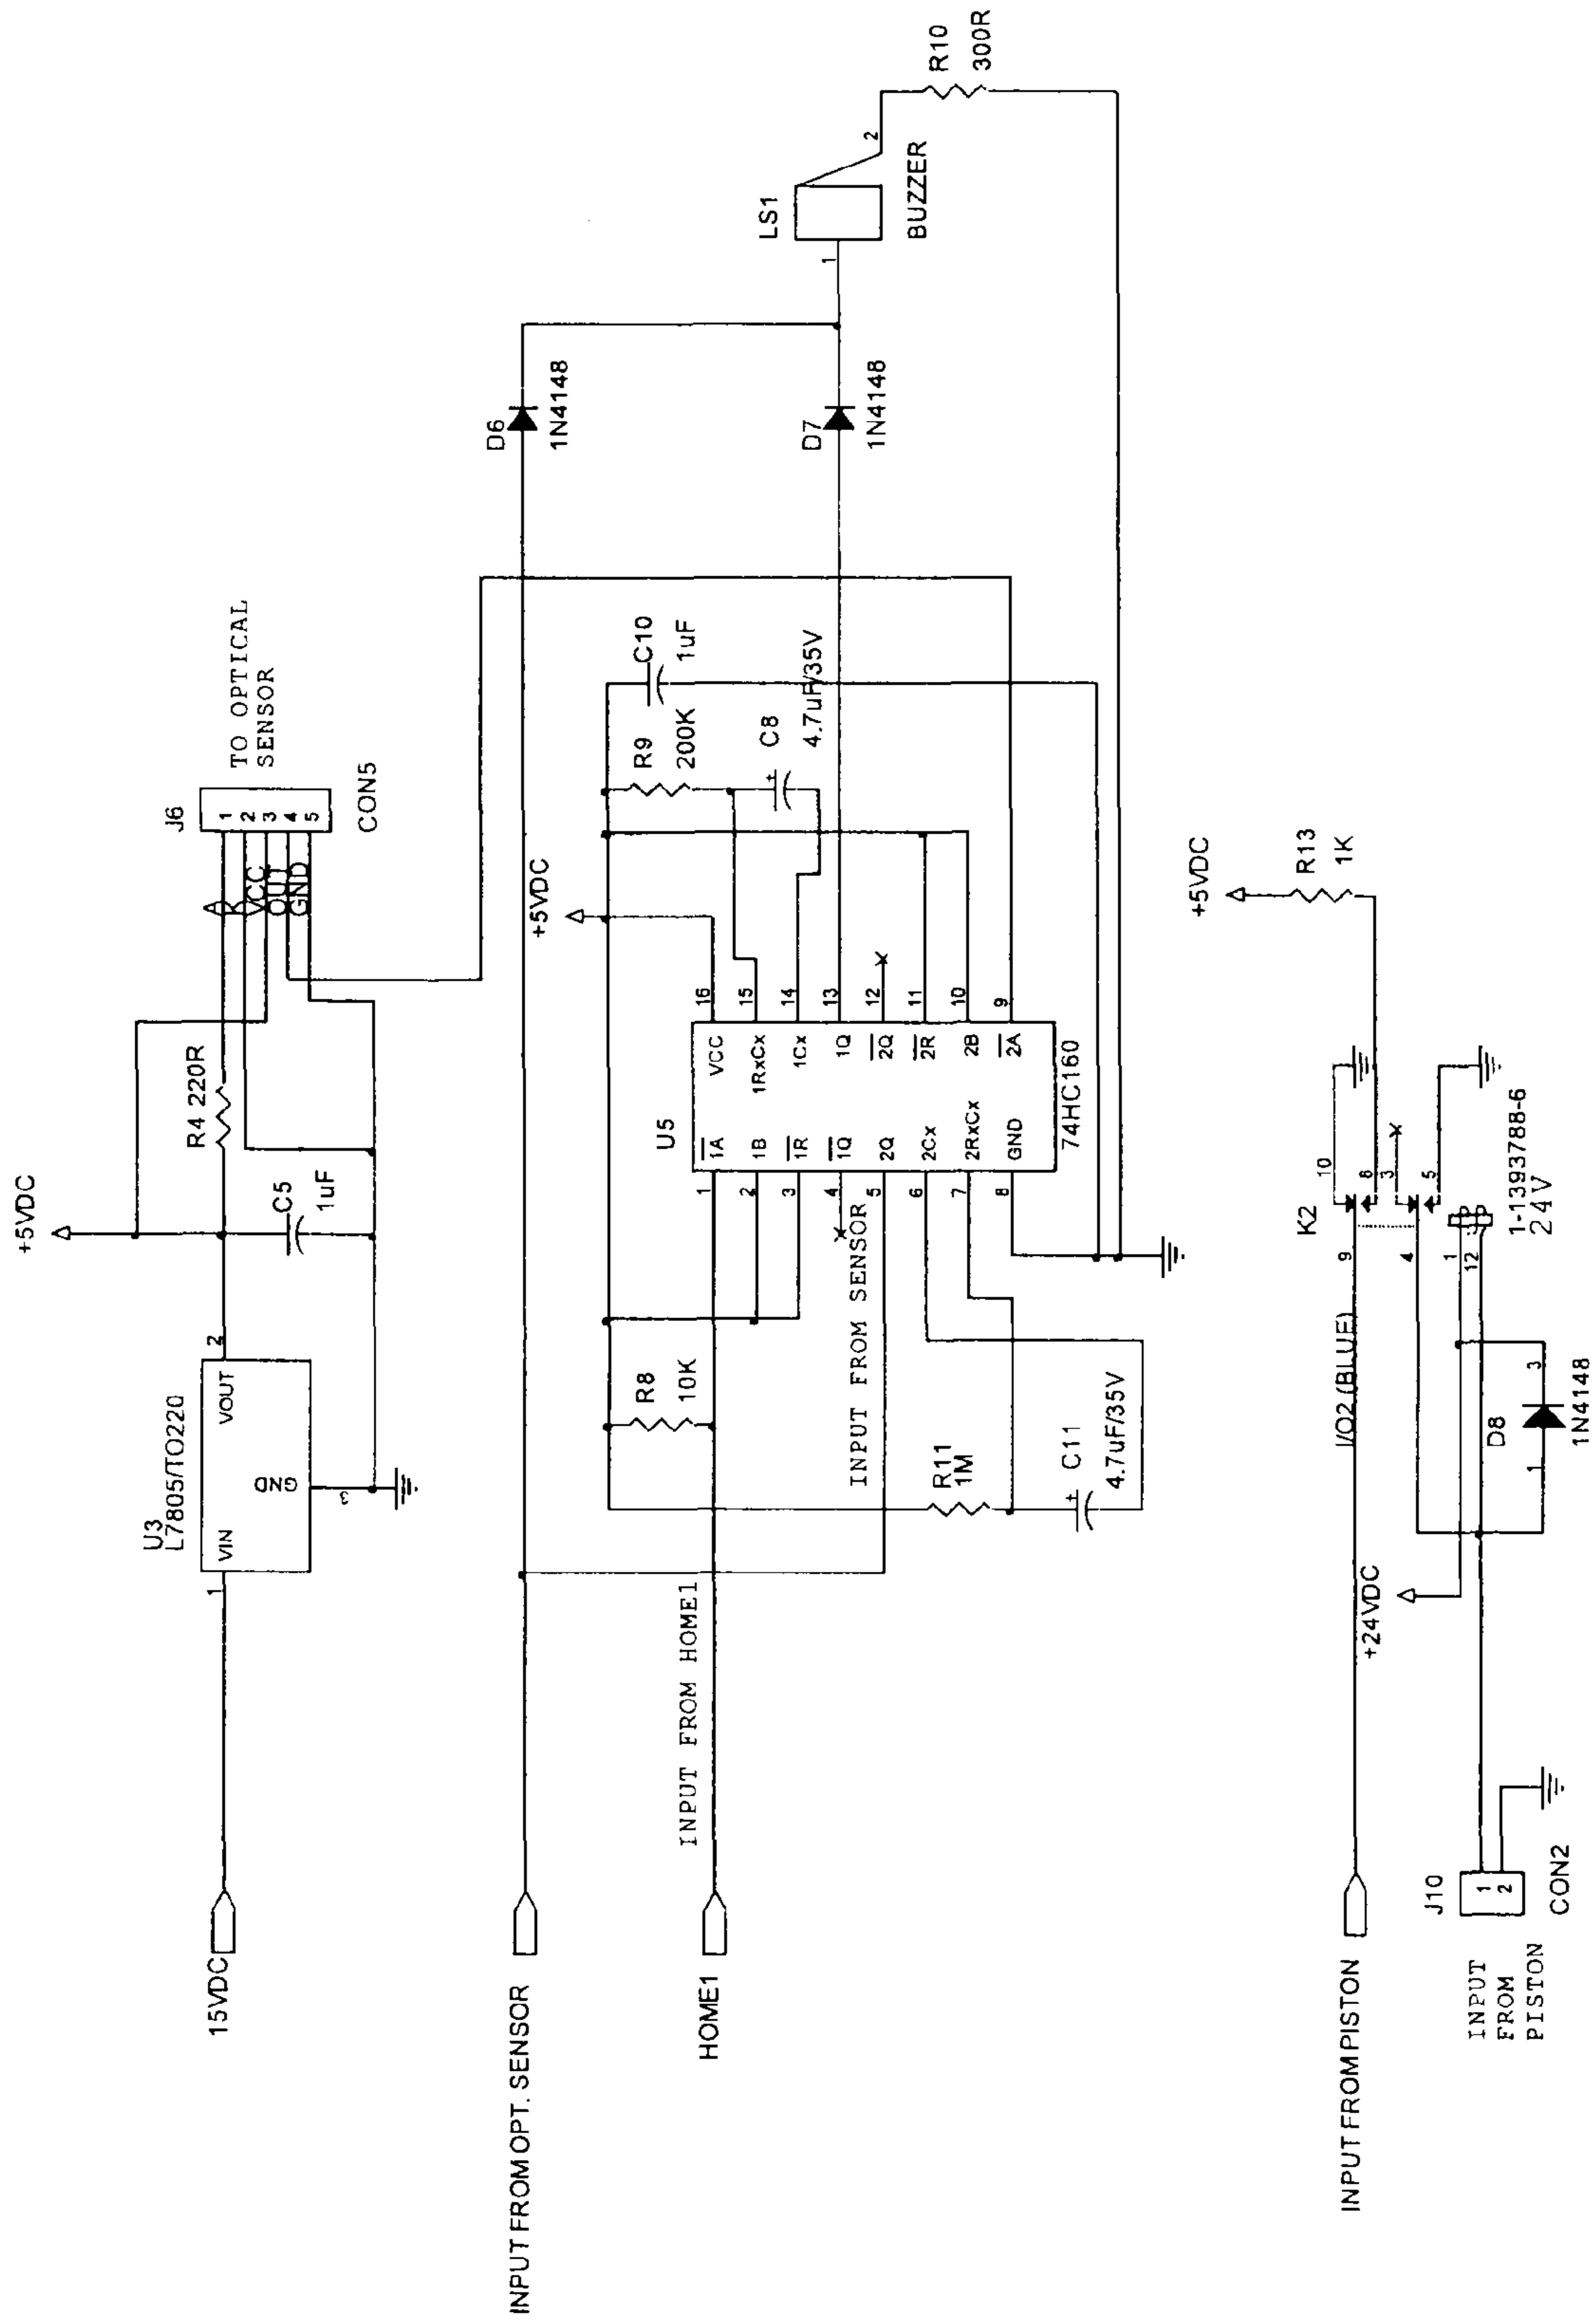 +5VDC
U3
L7805/TO220
1
VIN
VOUT
2
GND
3
15VDC
C5
1uF
R4 220R
A
K
VCC
OUT
GND
J6
1
2
3
4
5
CON5
TO OPTICAL
SENSOR
INPUT FROM OPT. SENSOR
D6
1N4148
D7
1N4148
LS1
1
2
BUZZER
R10
300R
+5VDC
HOME1
INPUT FROM HOME1
R8
10K
INPUT FROM SENSOR
R11
1M
C11
4.7uF/35V
U5
1
2
3
4
5
6
7
8
1A
1B
1R
1Q
2Q
2Cx
2RxCx
GND
VCC
1RxCx
1Cx
1Q
2Q
2R
2B
2A
16
15
14
13
12
11
10
9
74HC160
R9
200K
C10
1uF
C8
4.7uF/35V
+5VDC
R13
1K
INPUT FROM PISTON
I/O2 (BLUE)
K2
9
10
8
3
4
5
1
12
1-1393788-6
24V
+24VDC
D8
1
3
1N4148
J10
1
2
CON2
INPUT
FROM
PISTON